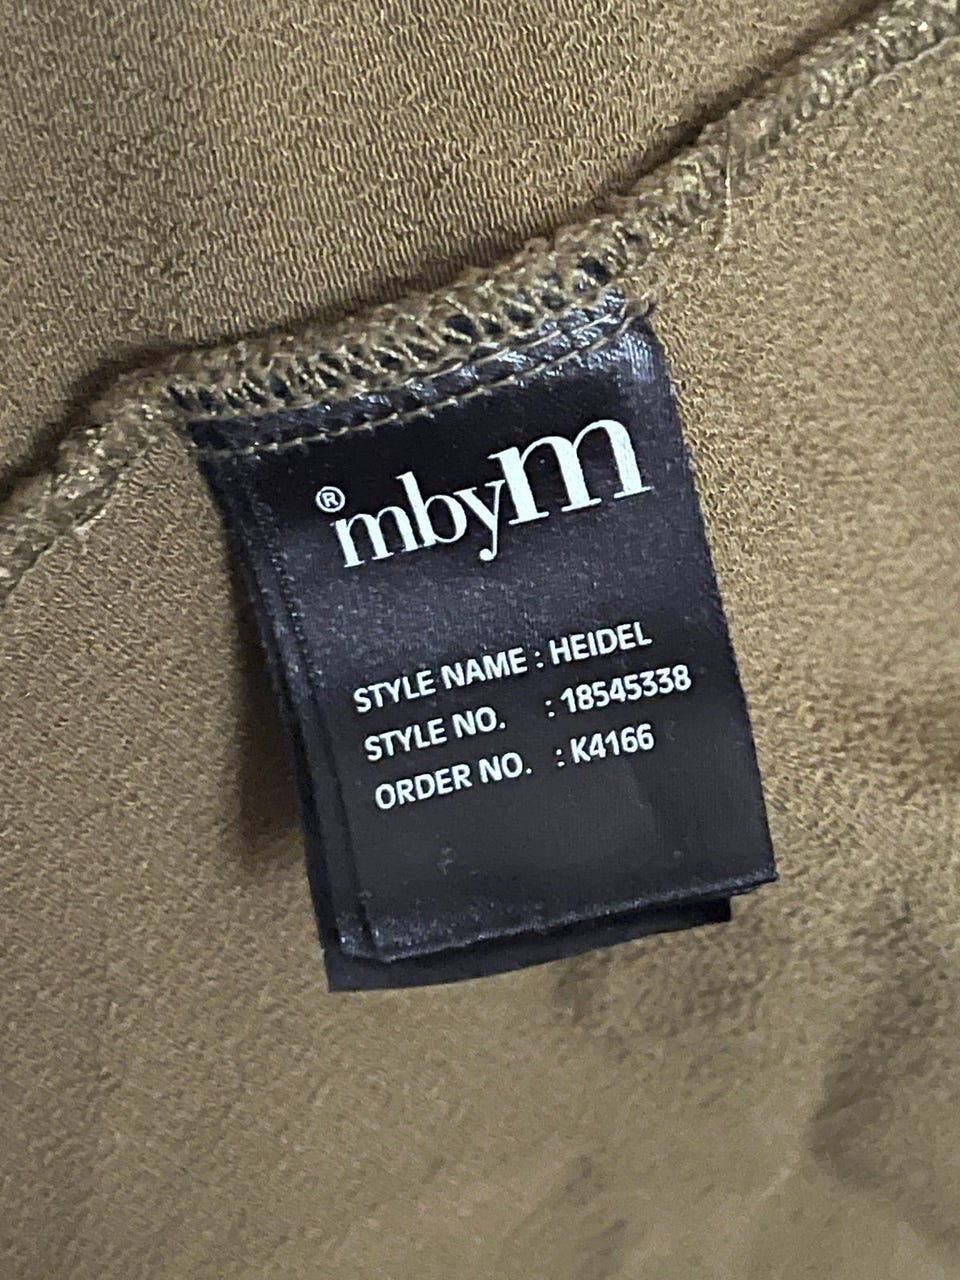 ®mbyM
STYLE NAME : HEIDEL
STYLE NO. : 18545338
ORDER NO. : K4166